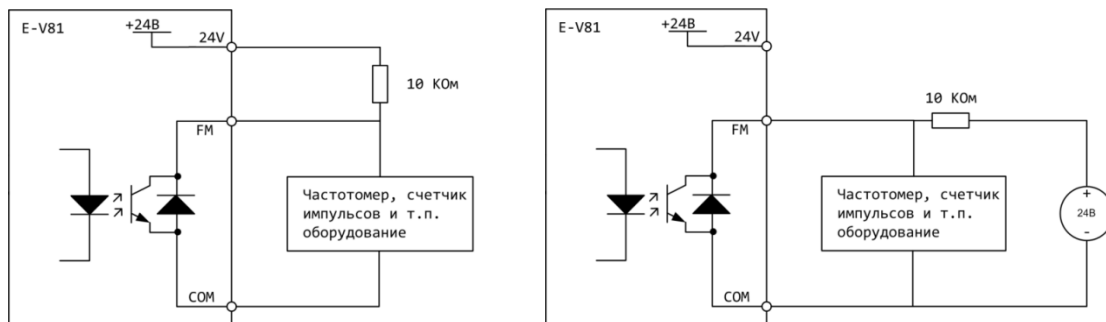 E-V81
+24В
24V
10 КОм
FM
Частотомер, счетчик
импульсов и т.п.
оборудование
COM
E-V81
+24В
24V
10 КОм
FM
Частотомер, счетчик
импульсов и т.п.
оборудование
+
24В
-
COM